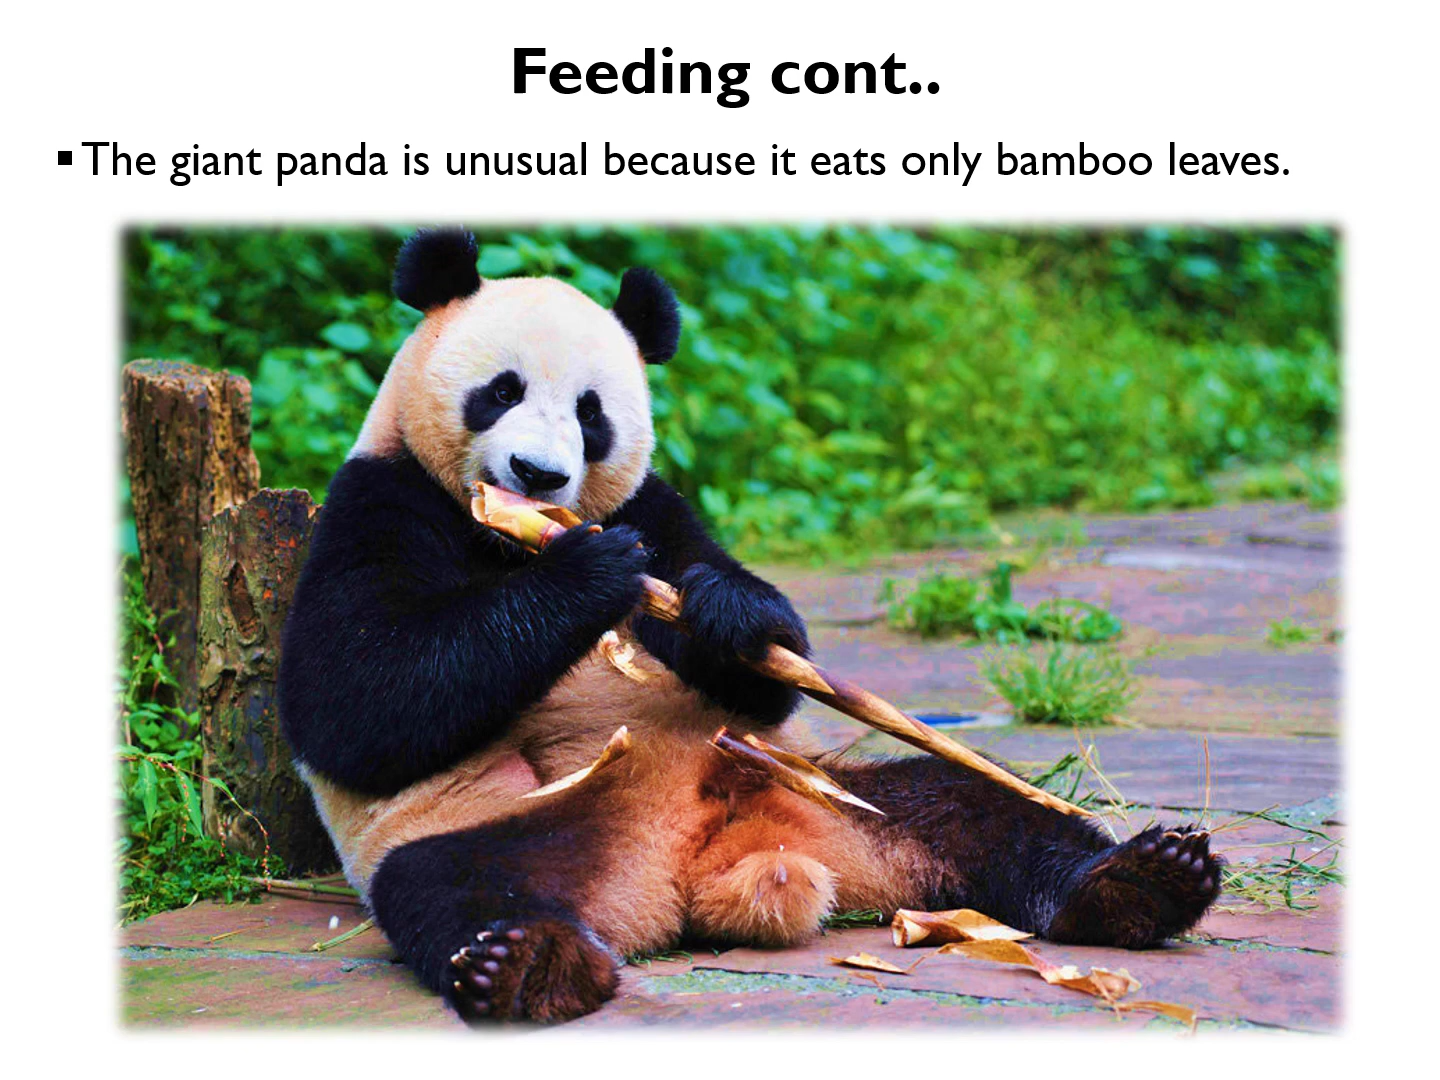 Feeding cont..
▪ The giant panda is unusual because it eats only bamboo leaves.